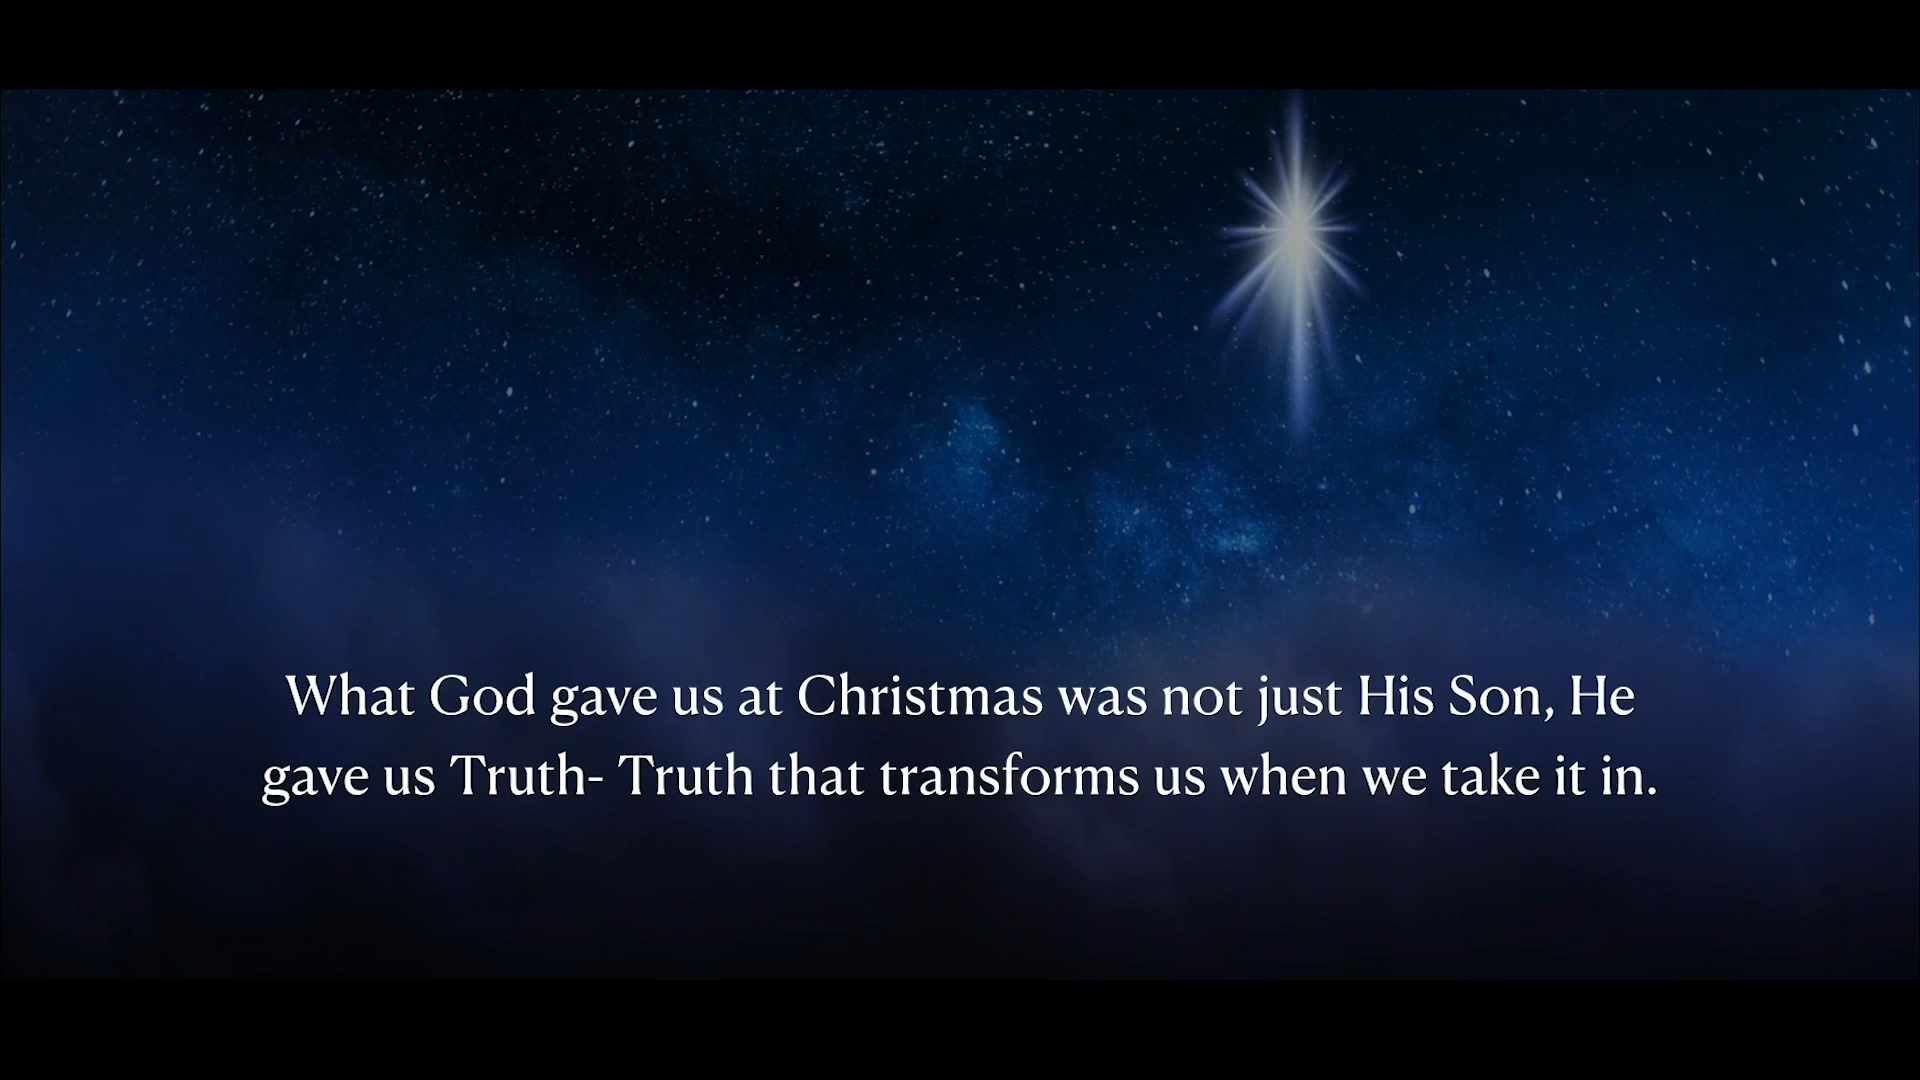 What God gave us at Christmas was not just His Son, He
gave us Truth- Truth that transforms us when we take it in.